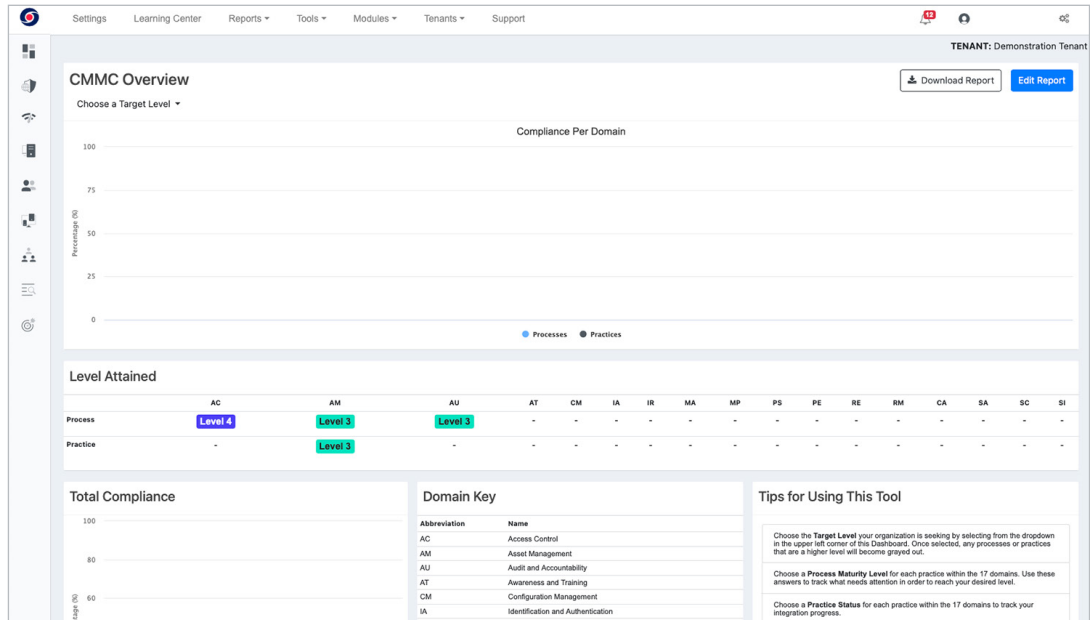 Settings Learning Center Reports Tools Modules Tenants Support 12
TENANT: Demonstration Tenant
CMMC Overview
Download Report Edit Report
Choose a Target Level
Compliance Per Domain
100
75
50
25
0
Percentage (%)
Processes Practices
Level Attained
AC AM AU AT CM IA IR MA MP PS PE RE RM CA SA SC SI
Process Level 4 Level 3 Level 3 - - - - - - - - - - - - - -
Practice - Level 3 - - - - - - - - - - - - - - -
Total Compliance
100
80
60
Domain Key
Abbreviation Name
AC Access Control
AM Asset Management
AU Audit and Accountability
AT Awareness and Training
CM Configuration Management
IA Identification and Authentication
Tips for Using This Tool
Choose the Target Level your organization is seeking by selecting from the dropdown
in the upper left corner of this Dashboard. Once selected, any processes or practices
that are a higher level will become grayed out.
Choose a Process Maturity Level for each practice within the 17 domains. Use these
answers to track what needs attention in order to reach your desired level.
Choose a Practice Status for each practice within the 17 domains to track your
integration progress.